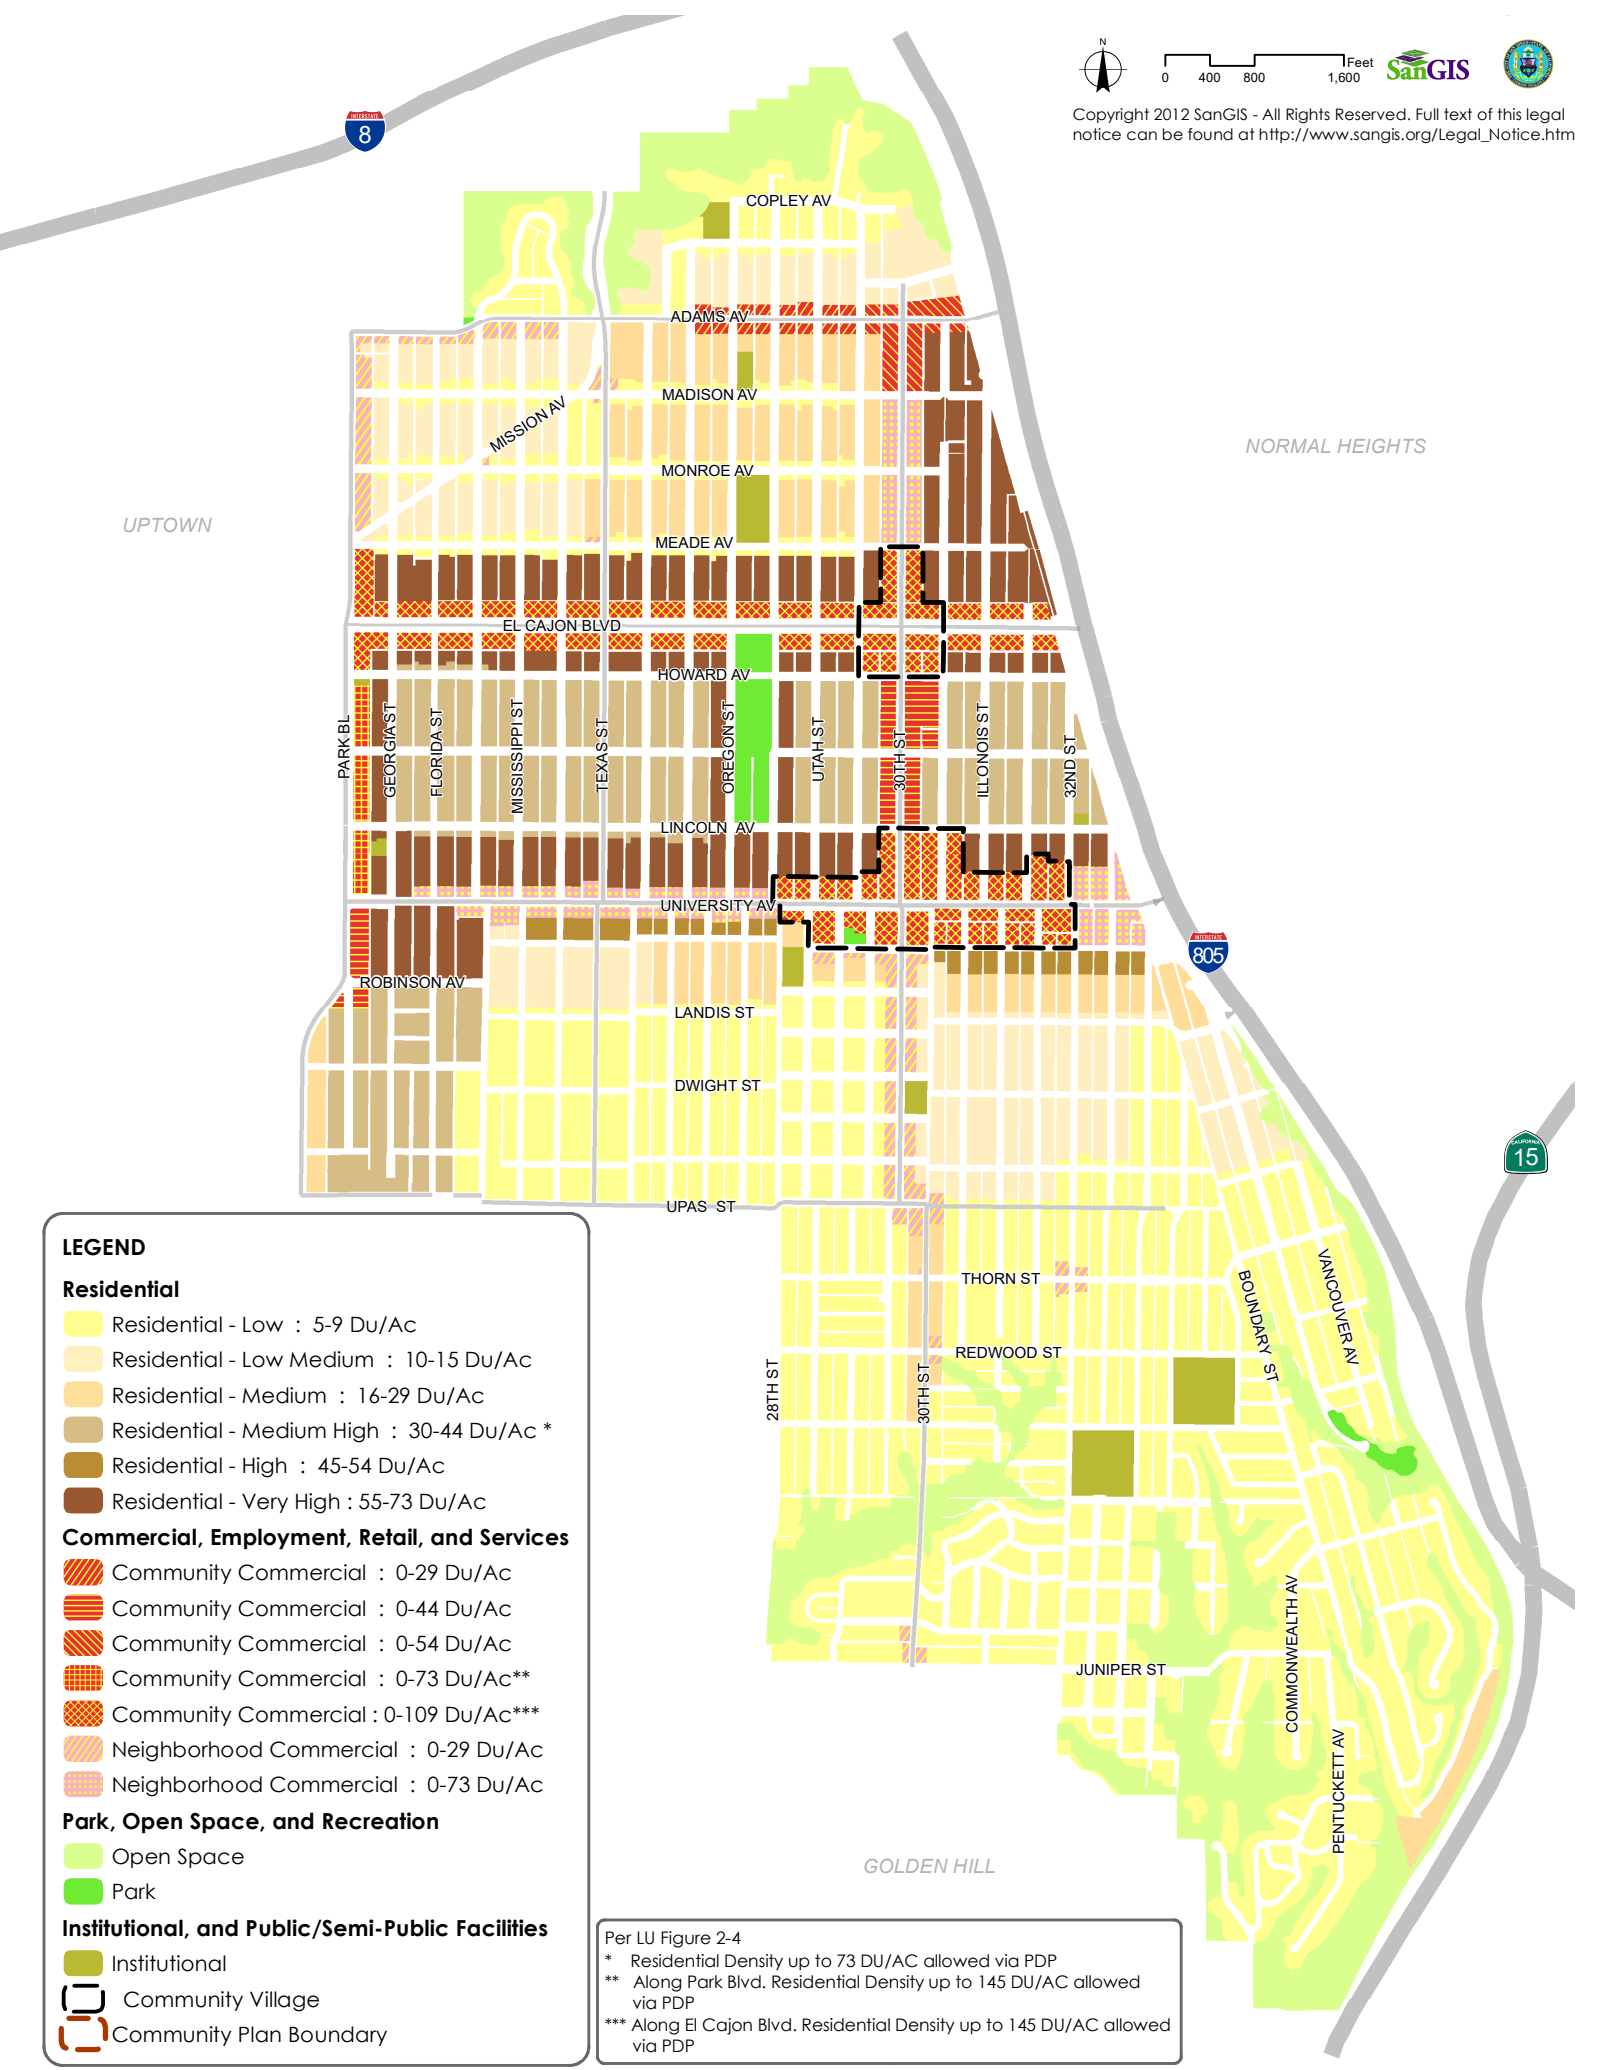 N
0 400 800 1,600
Feet
SanGIS
Copyright 2012 SanGIS - All Rights Reserved. Full text of this legal
notice can be found at http://www.sangis.org/Legal_Notice.htm
INTERSTATE
8
COPLEY AV
ADAMS AV
MADISON AV
MISSION AV
NORMAL HEIGHTS
MONROE AV
UPTOWN
MEADE AV
EL CAJON BLVD
HOWARD AV
PARK BL
GEORGIA ST
FLORIDA ST
MISSISSIPPI ST
TEXAS ST
OREGON ST
UTAH ST
30TH ST
ILLONOIS ST
32ND ST
LINCOLN AV
UNIVERSITY AV
INTERSTATE
805
ROBINSON AV
LANDIS ST
DWIGHT ST
CALIFORNIA
15
UPAS ST
THORN ST
BOUNDARY ST
VANCOUVER AV
REDWOOD ST
28TH ST
30TH ST
COMMONWEALTH AV
JUNIPER ST
PENTUCKETT AV
GOLDEN HILL
LEGEND
Residential
Residential - Low : 5-9 Du/Ac
Residential - Low Medium : 10-15 Du/Ac
Residential - Medium : 16-29 Du/Ac
Residential - Medium High : 30-44 Du/Ac *
Residential - High : 45-54 Du/Ac
Residential - Very High : 55-73 Du/Ac
Commercial, Employment, Retail, and Services
Community Commercial : 0-29 Du/Ac
Community Commercial : 0-44 Du/Ac
Community Commercial : 0-54 Du/Ac
Community Commercial : 0-73 Du/Ac**
Community Commercial : 0-109 Du/Ac***
Neighborhood Commercial : 0-29 Du/Ac
Neighborhood Commercial : 0-73 Du/Ac
Park, Open Space, and Recreation
Open Space
Park
Institutional, and Public/Semi-Public Facilities
Institutional
Community Village
Community Plan Boundary
Per LU Figure 2-4
* Residential Density up to 73 DU/AC allowed via PDP
** Along Park Blvd. Residential Density up to 145 DU/AC allowed
via PDP
*** Along El Cajon Blvd. Residential Density up to 145 DU/AC allowed
via PDP